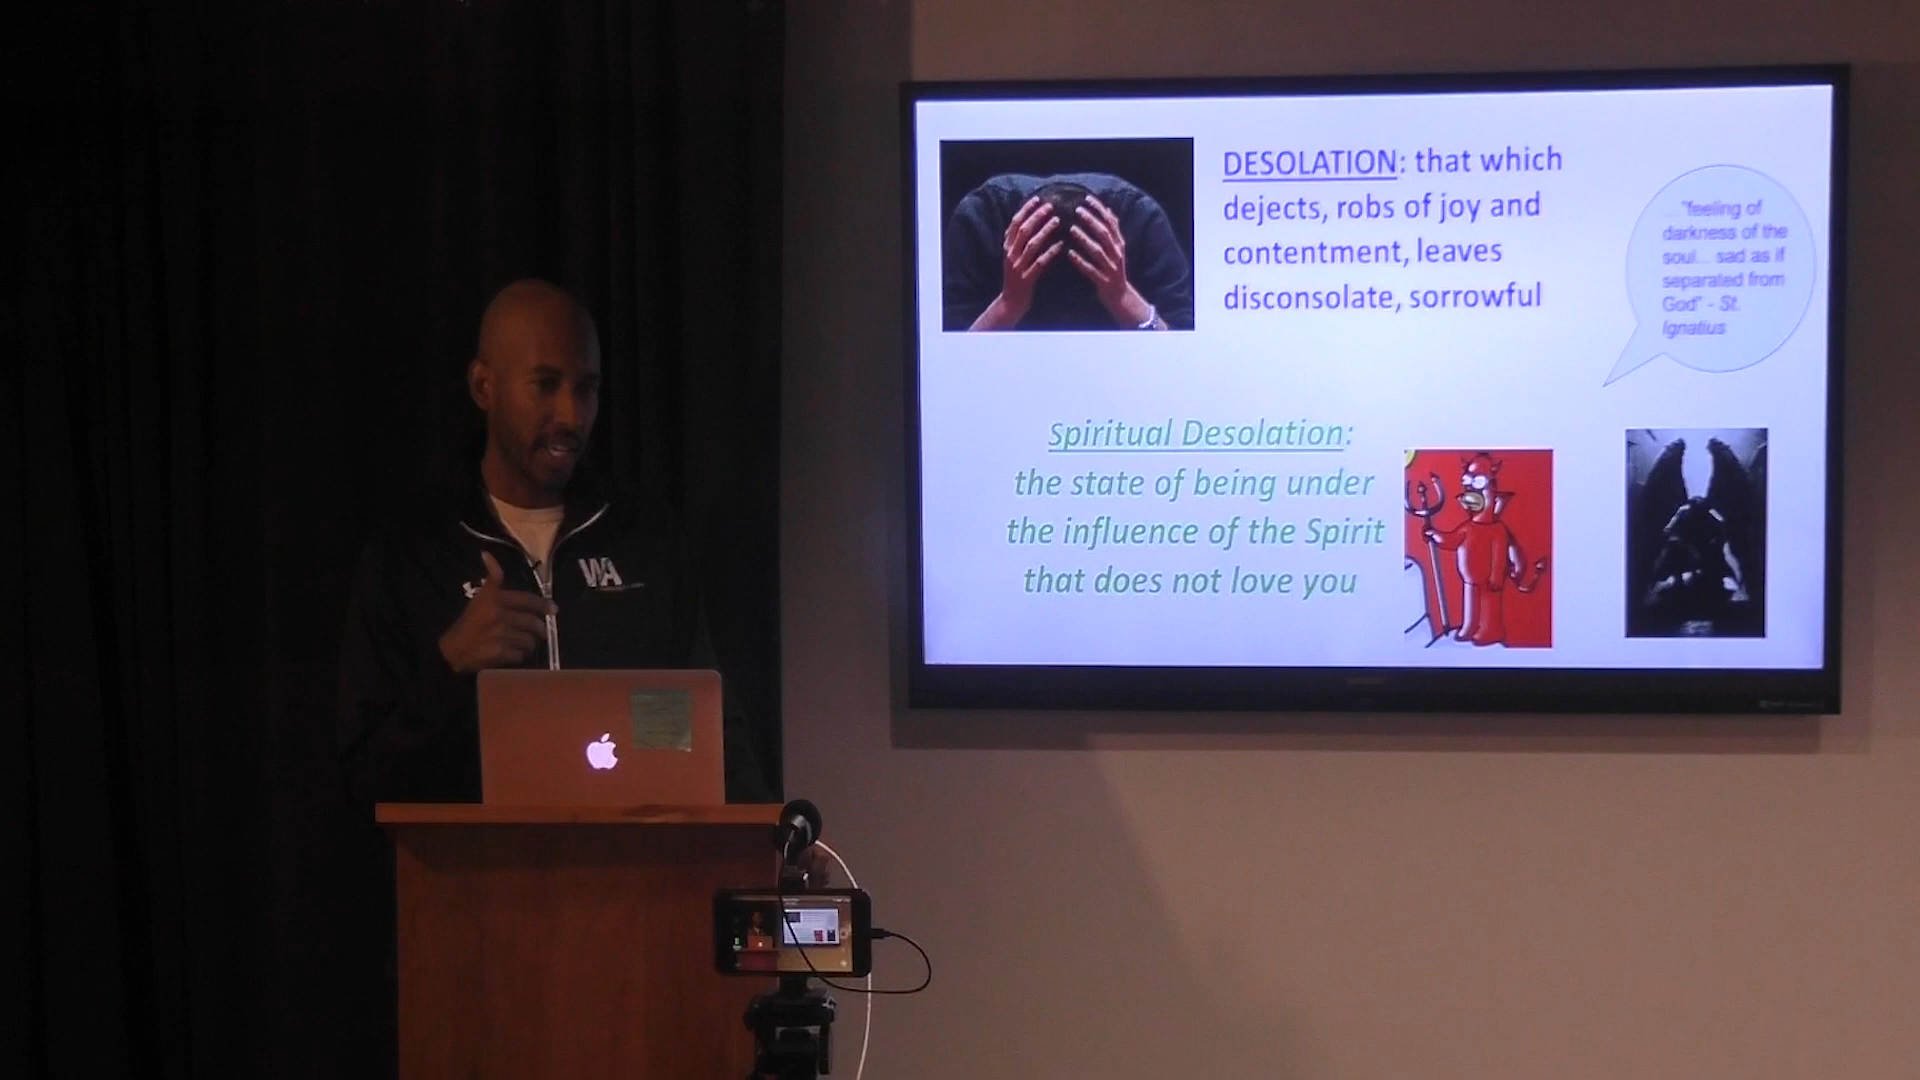 DESOLATION: that which
dejects, robs of joy and
contentment, leaves
disconsolate, sorrowful
..."feeling of
darkness of the
soul... sad as if
separated from
God" - St.
Ignatius
Spiritual Desolation:
the state of being under
the influence of the Spirit
that does not love you
WA